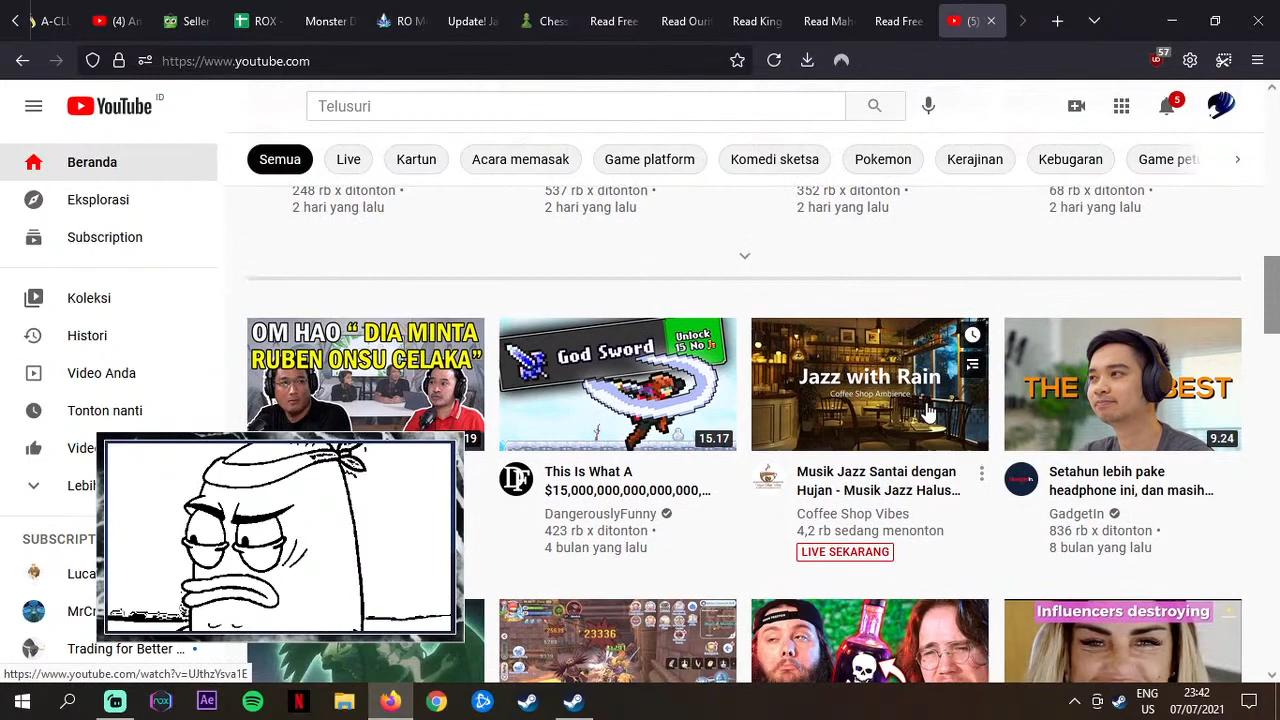 A-CLU
(4) An
Seller
ROX -
Monster D
RO M
Update! Ja
Chess
Read Free
Read Ourit
Read King
Read Mah
Read Free
(5)
https://www.youtube.com
57
YouTube ID
Telusuri
5
Beranda
Eksplorasi
Subscription
Koleksi
Histori
Video Anda
Tonton nanti
Lebih
SUBSCRIPT
Luca
MrCr
Trading for Better ...
Semua
Live
Kartun
Acara memasak
Game platform
Komedi sketsa
Pokemon
Kerajinan
Kebugaran
Game petu
248 rb x ditonton •
2 hari yang lalu
537 rb x ditonton •
2 hari yang lalu
352 rb x ditonton •
2 hari yang lalu
68 rb x ditonton •
2 hari yang lalu
OM HAO “ DIA MINTA
RUBEN ONSU CELAKA”
19
God Sword
Unlock
15.17
DF
This Is What A
$15,000,000,000,000,000,...
DangerouslyFunny
423 rb x ditonton •
4 bulan yang lalu
Jazz with Rain
Coffee Shop Ambience
Musik Jazz Santai dengan
Hujan - Musik Jazz Halus...
Coffee Shop Vibes
4,2 rb sedang menonton
LIVE SEKARANG
THE BEST
9.24
Setahun lebih pake
headphone ini, dan masih...
GadgetIn
836 rb x ditonton •
8 bulan yang lalu
23336
Influencers destroying
https://www.youtube.com/watch?v=UJthzYsva1E
rox
Ae
N
ENG
US
23:42
07/07/2021